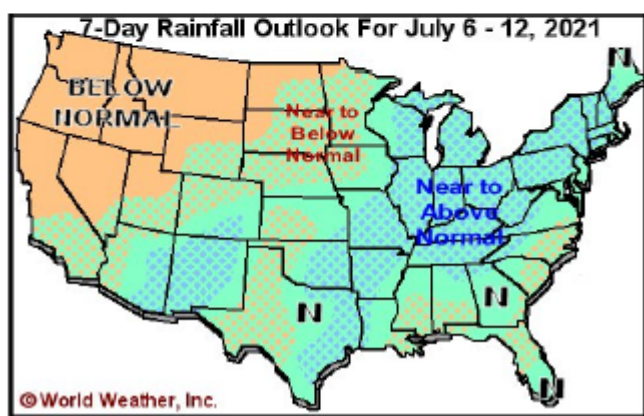 7-Day Rainfall Outlook For July 6 - 12, 2021
N
BELOW
NORMAL
Near to
Below
Normal
Near to
Above
Normal
N
N
N
© World Weather, Inc.